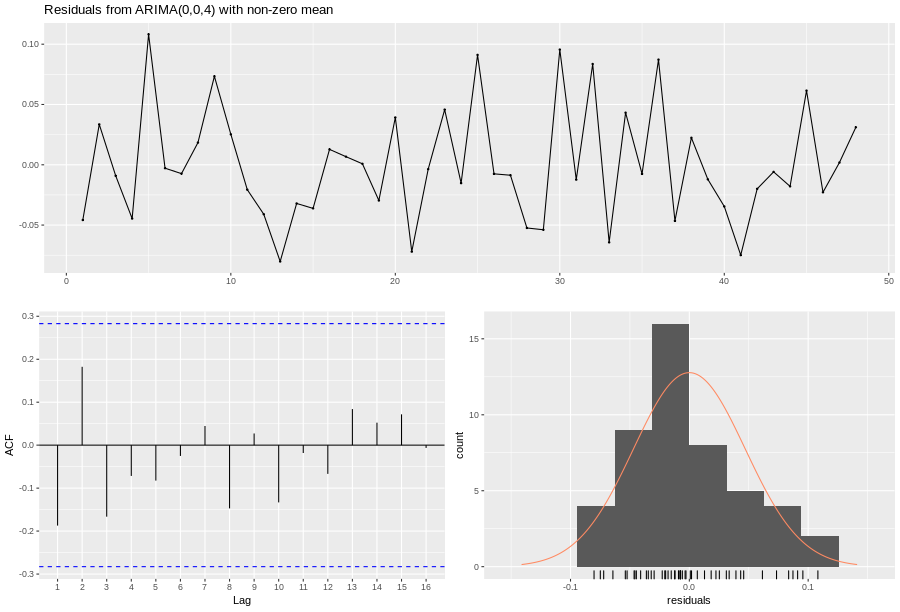 Residuals from ARIMA(0,0,4) with non-zero mean
0.10
0.05
0.00
-0.05
0 10 20 30 40 50
0.3
0.2
0.1
0.0
-0.1
-0.2
-0.3
ACF
1 2 3 4 5 6 7 8 9 10 11 12 13 14 15 16
Lag
15
10
5
0
count
-0.1 0.0 0.1
residuals